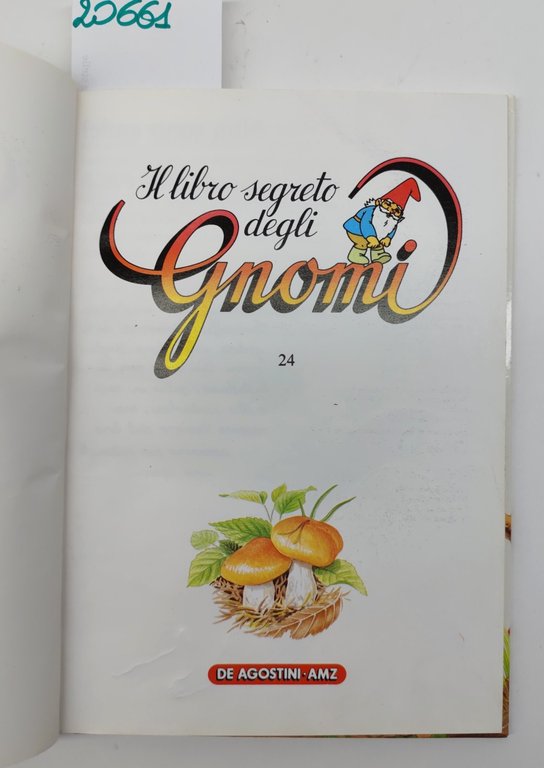 20661
Il libro segreto
degli
Gnomi
24
DE AGOSTINI·AMZ